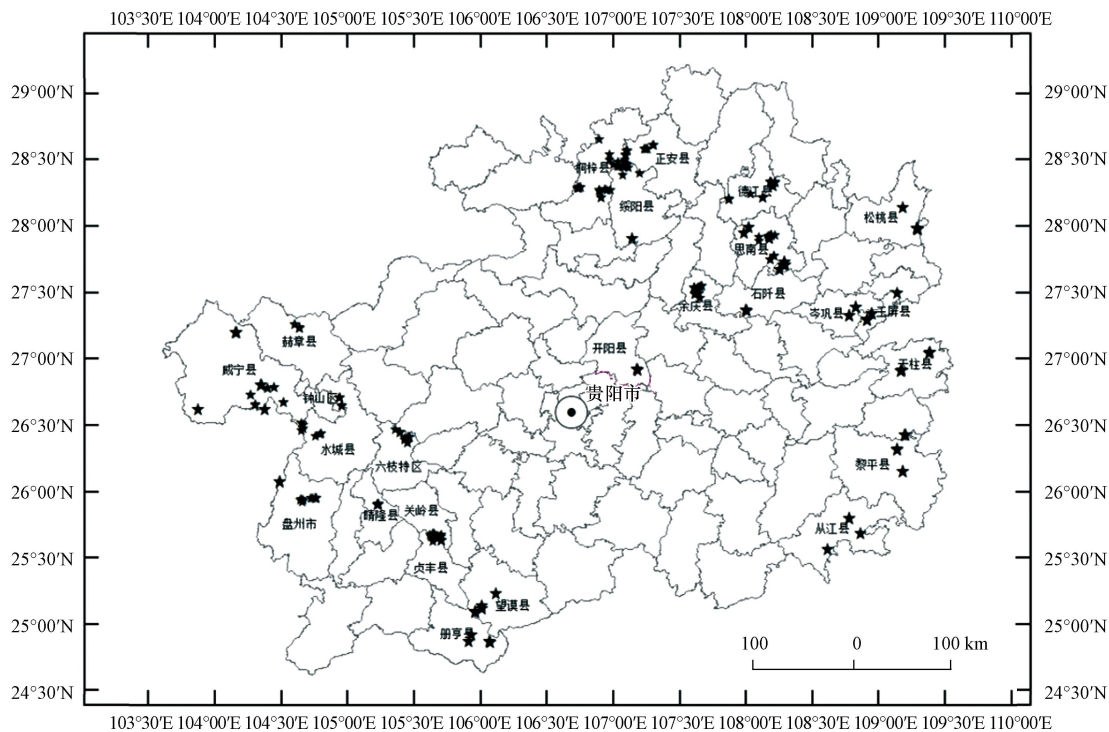 103°30′E 104°00′E 104°30′E 105°00′E 105°30′E 106°00′E 106°30′E 107°00′E 107°30′E 108°00′E 108°30′E 109°00′E 109°30′E 110°00′E
29°00′N 29°00′N
28°30′N 28°30′N
正安县
桐梓县
德江县
绥阳县
松桃县
28°00′N 28°00′N
思南县
27°30′N 27°30′N
石阡县
余庆县
岑巩县 玉屏县
赫章县
开阳县
27°00′N 27°00′N
天柱县
威宁县
钟山区
贵阳市
26°30′N 26°30′N
水城县
六枝特区
黎平县
26°00′N 26°00′N
晴隆县 关岭县
盘州市
从江县
25°30′N 25°30′N
贞丰县
望谟县
25°00′N 25°00′N
册亨县
100 0 100 km
24°30′N 24°30′N
103°30′E 104°00′E 104°30′E 105°00′E 105°30′E 106°00′E 106°30′E 107°00′E 107°30′E 108°00′E 108°30′E 109°00′E 109°30′E 110°00′E